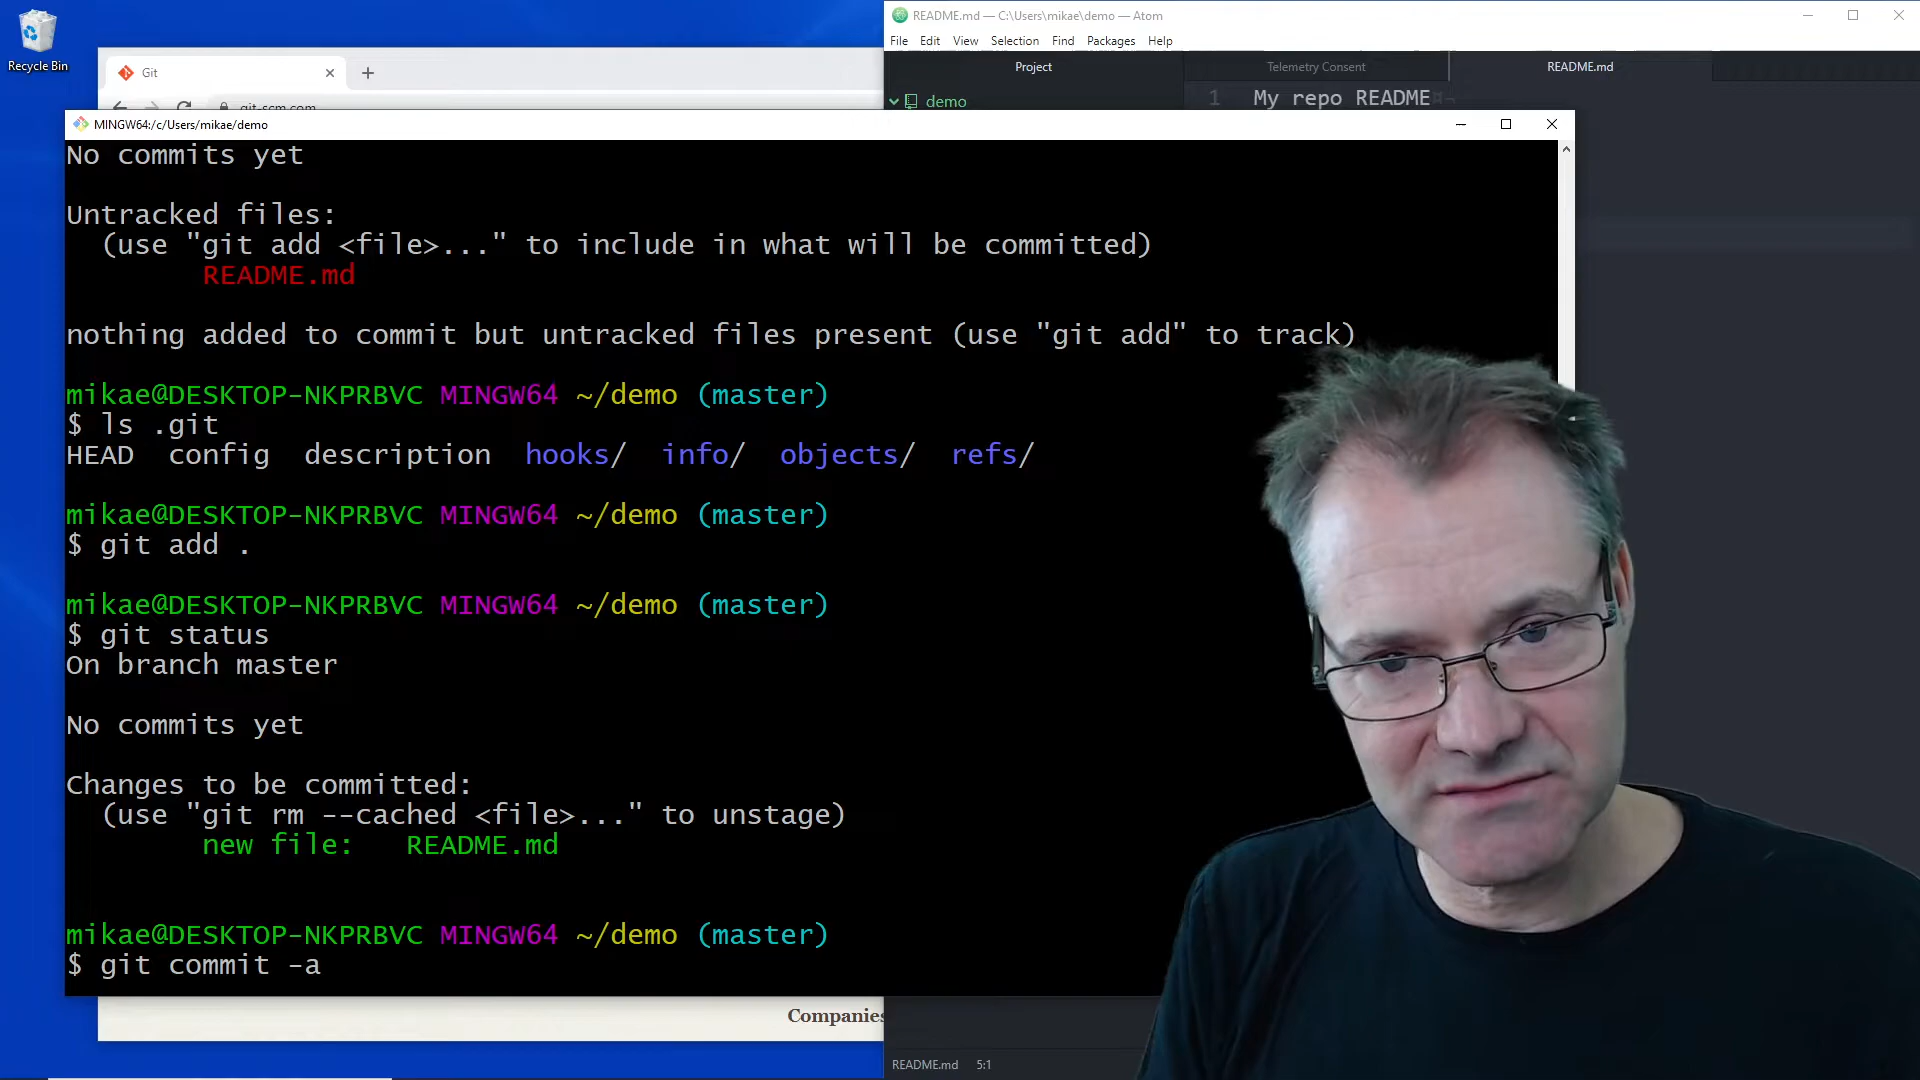 Recycle Bin
Git
git-scm.com
README.md — C:\Users\mikae\demo — Atom
File Edit View Selection Find Packages Help
Project
Telemetry Consent
README.md
demo
1 My repo README
MINGW64:/c/Users/mikae/demo
No commits yet
Untracked files:
(use "git add <file>..." to include in what will be committed)
README.md
nothing added to commit but untracked files present (use "git add" to track)
mikae@DESKTOP-NKPRBVC MINGW64 ~/demo (master)
$ ls .git
HEAD config description hooks/ info/ objects/ refs/
mikae@DESKTOP-NKPRBVC MINGW64 ~/demo (master)
$ git add .
mikae@DESKTOP-NKPRBVC MINGW64 ~/demo (master)
$ git status
On branch master
No commits yet
Changes to be committed:
(use "git rm --cached <file>..." to unstage)
new file: README.md
mikae@DESKTOP-NKPRBVC MINGW64 ~/demo (master)
$ git commit -a
Companies
README.md 5:1